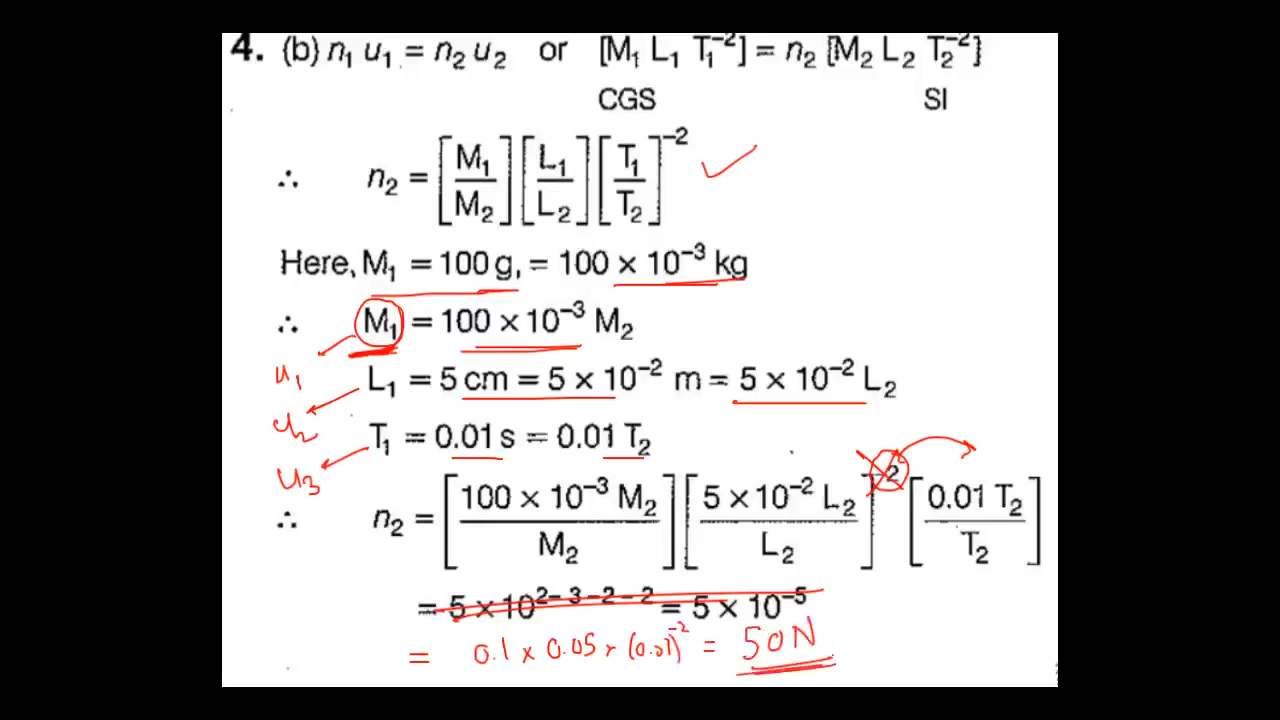 4. (b) n₁ u₁ = n₂ u₂ or [M₁ L₁ T₁⁻²] = n₂ [M₂ L₂ T₂⁻²]
CGS SI
∴ n₂ = [M₁/M₂] [L₁/L₂] [T₁/T₂]⁻²
Here, M₁ = 100 g, = 100 × 10⁻³ kg
∴ M₁ = 100 × 10⁻³ M₂
u₁
L₁ = 5 cm = 5 × 10⁻² m = 5 × 10⁻² L₂
u₂
T₁ = 0.01 s = 0.01 T₂
u₃
∴ n₂ = [100 × 10⁻³ M₂/M₂] [5 × 10⁻² L₂/L₂]⁻² [0.01 T₂/T₂]
= 5 × 10²⁻³⁻²⁻² = 5 × 10⁻⁵
= 0.1 × 0.05 × (0.01)⁻² = 50N